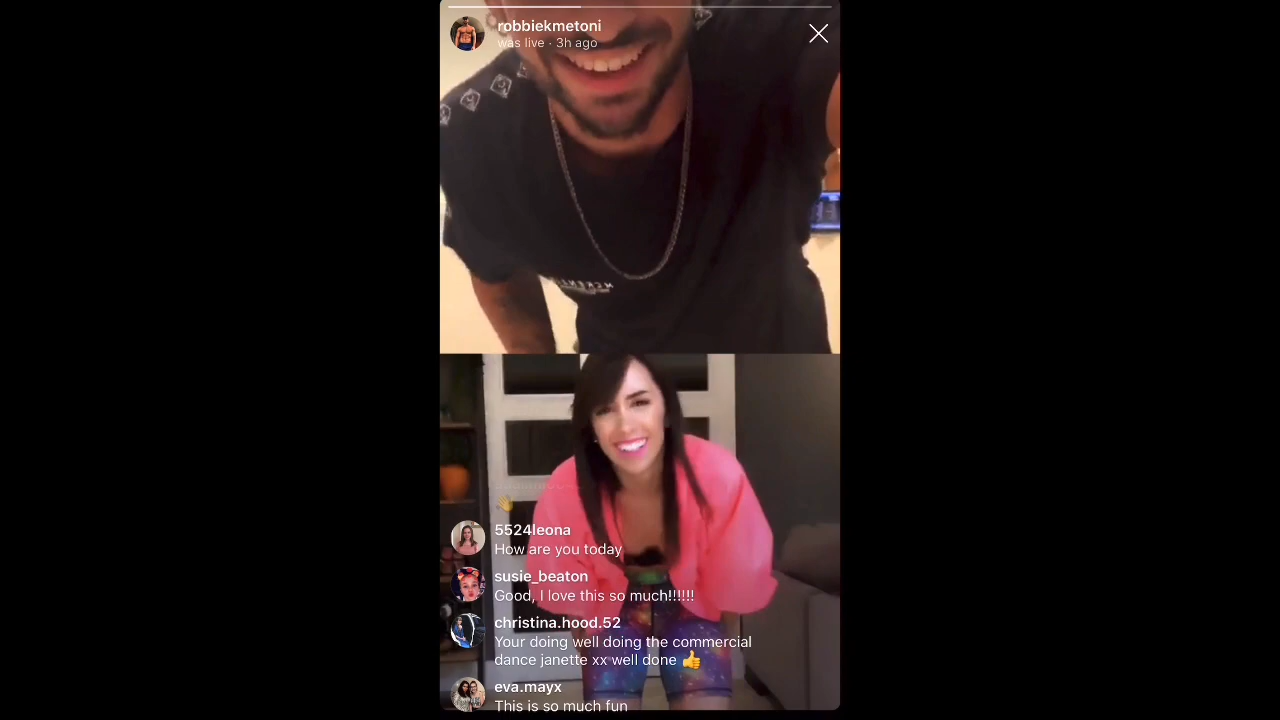 robbiekmetoni
was live · 3h ago
👋
5524leona
How are you today
susie_beaton
Good, I love this so much!!!!!!
christina.hood.52
Your doing well doing the commercial
dance janette xx well done 👍
eva.mayx
This is so much fun